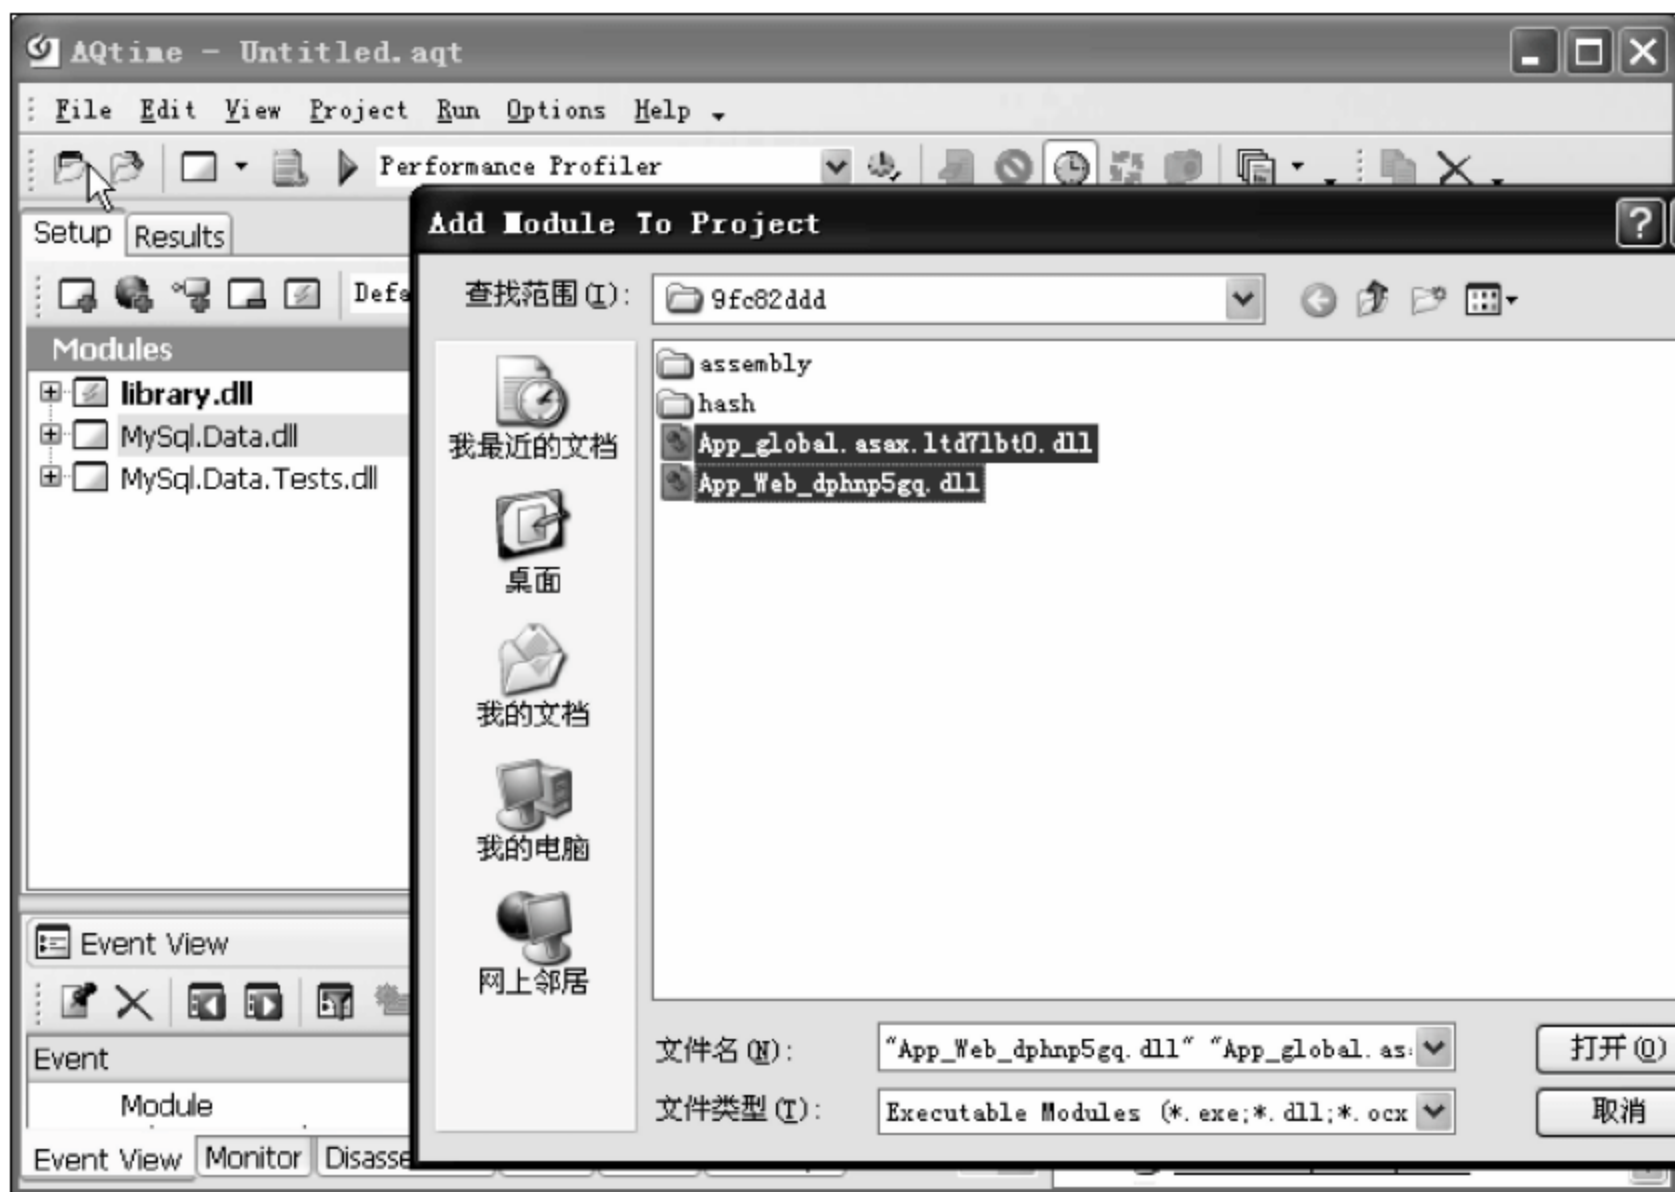 AQtime - Untitled.aqt
File Edit View Project Run Options Help
Performance Profiler
Setup Results
Add Module To Project
查找范围(I): 9fc82ddd
Modules
library.dll
MySql.Data.dll
MySql.Data.Tests.dll
assembly
hash
App_global.asax.ltd7lbt0.dll
App_Web_dphnp5gq.dll
我最近的文档
桌面
我的文档
我的电脑
网上邻居
Event View
Event
Module
Event View Monitor
文件名(N): "App_Web_dphnp5gq.dll" "App_global.as
打开(O)
文件类型(T): Executable Modules (*.exe;*.dll;*.ocx
取消